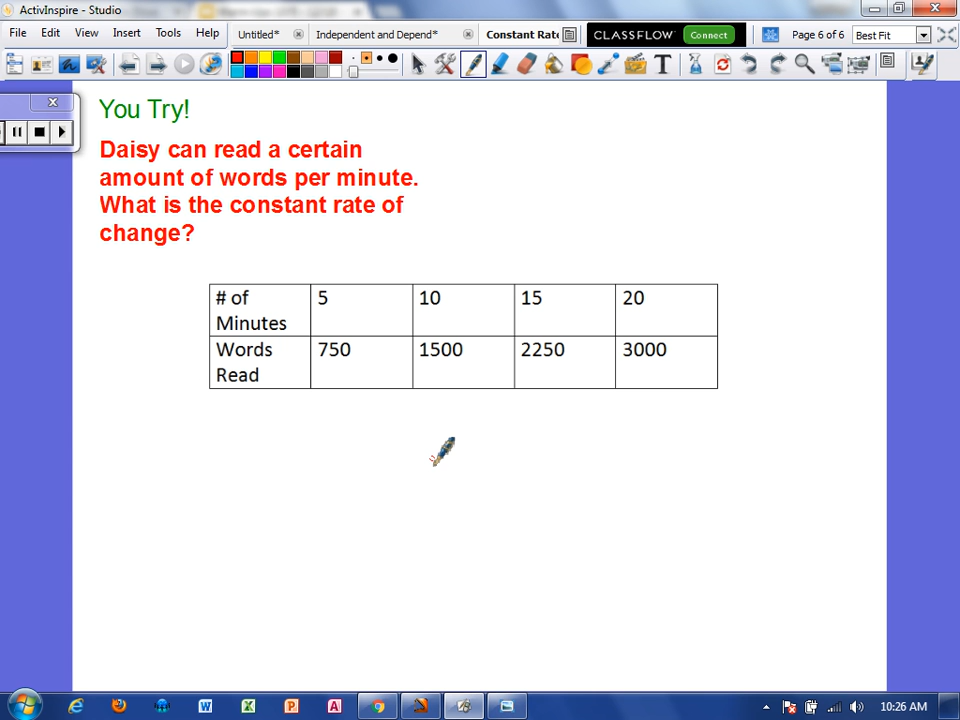 ActivInspire - Studio
File Edit View Insert Tools Help Untitled* Independent and Depend* Constant Rate CLASSFLOW Connect Page 6 of 6 Best Fit
You Try!
Daisy can read a certain
amount of words per minute.
What is the constant rate of
change?
# of Minutes 5 10 15 20
Words Read 750 1500 2250 3000
10:26 AM